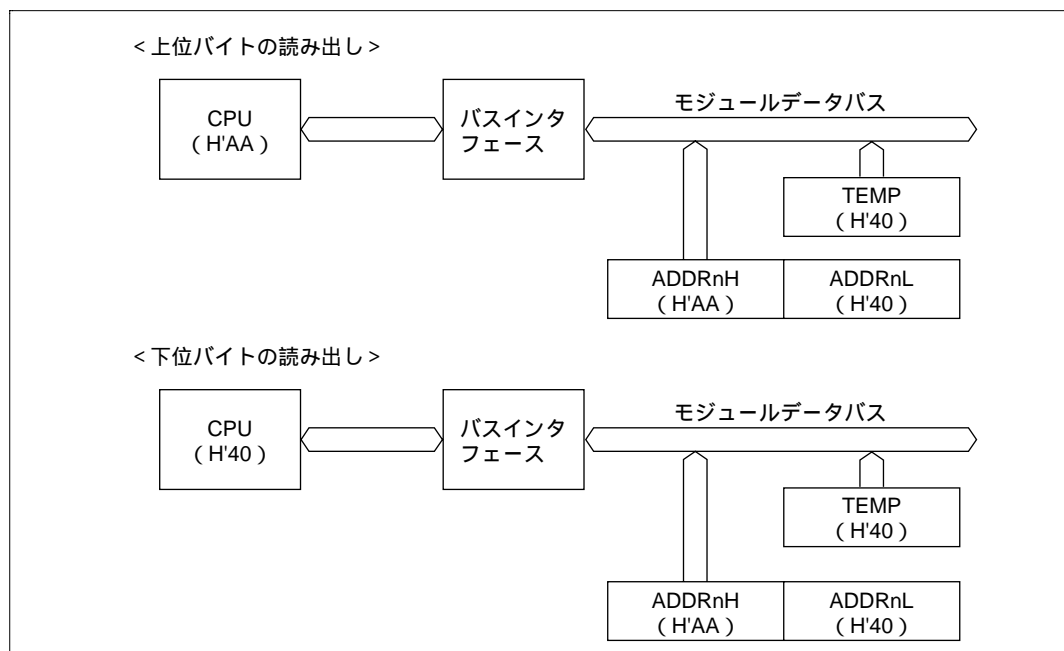 ＜上位バイトの読み出し＞
CPU
（H'AA）
バスインタ
フェース
モジュールデータバス
TEMP
（H'40）
ADDRnH
（H'AA）
ADDRnL
（H'40）
＜下位バイトの読み出し＞
CPU
（H'40）
バスインタ
フェース
モジュールデータバス
TEMP
（H'40）
ADDRnH
（H'AA）
ADDRnL
（H'40）